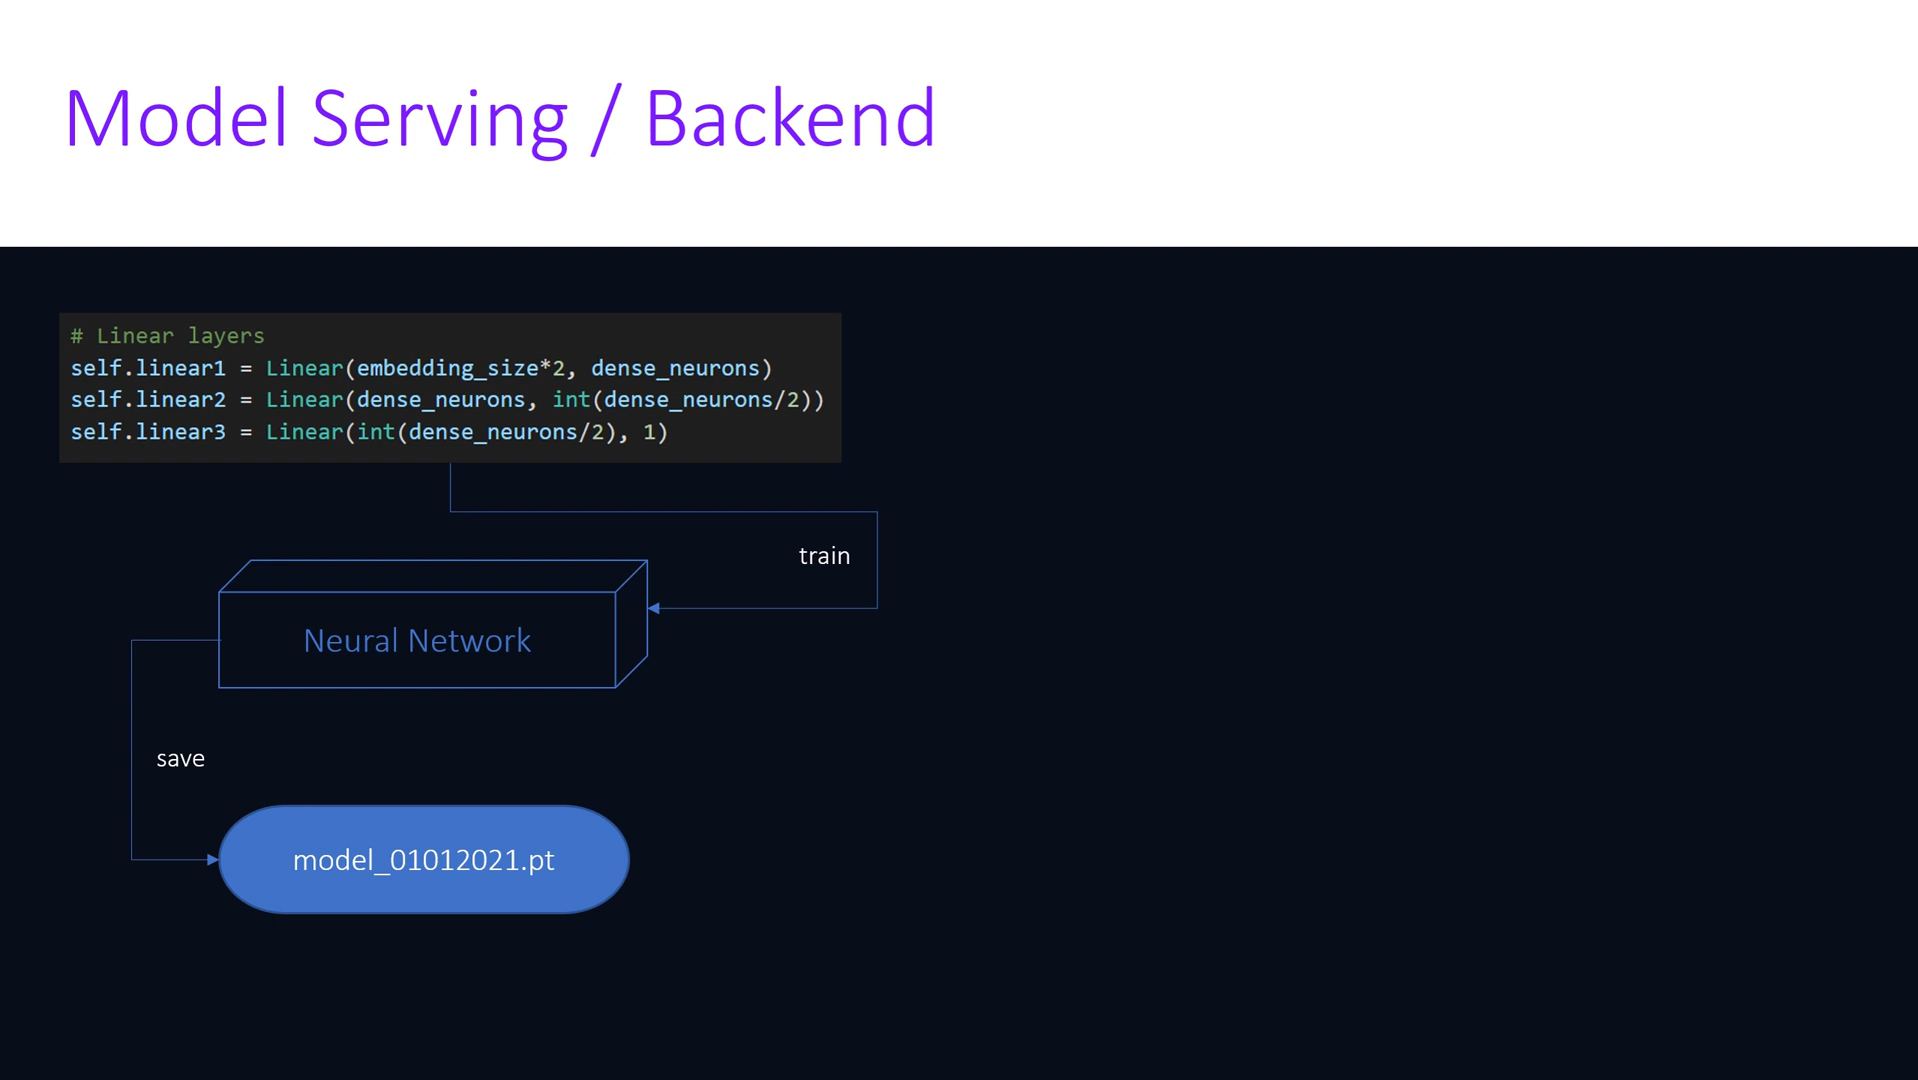 Model Serving / Backend
# Linear layers
self.linear1 = Linear(embedding_size*2, dense_neurons)
self.linear2 = Linear(dense_neurons, int(dense_neurons/2))
self.linear3 = Linear(int(dense_neurons/2), 1)
train
Neural Network
save
model_01012021.pt